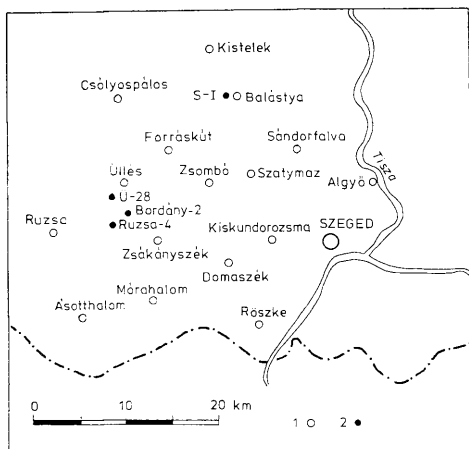 Kistelek
Csólyospálos
S-I
Balástya
Forráskút
Sándorfalva
Tisza
Üllés
Zsombó
Szatymaz
Algyő
U-28
Bordány-2
Ruzsa-4
Ruzsc
Kiskundorozsma
SZEGED
Zsákányszék
Domaszék
Mórahalom
Ásotthalom
Röszke
0 10 20 km
1 2